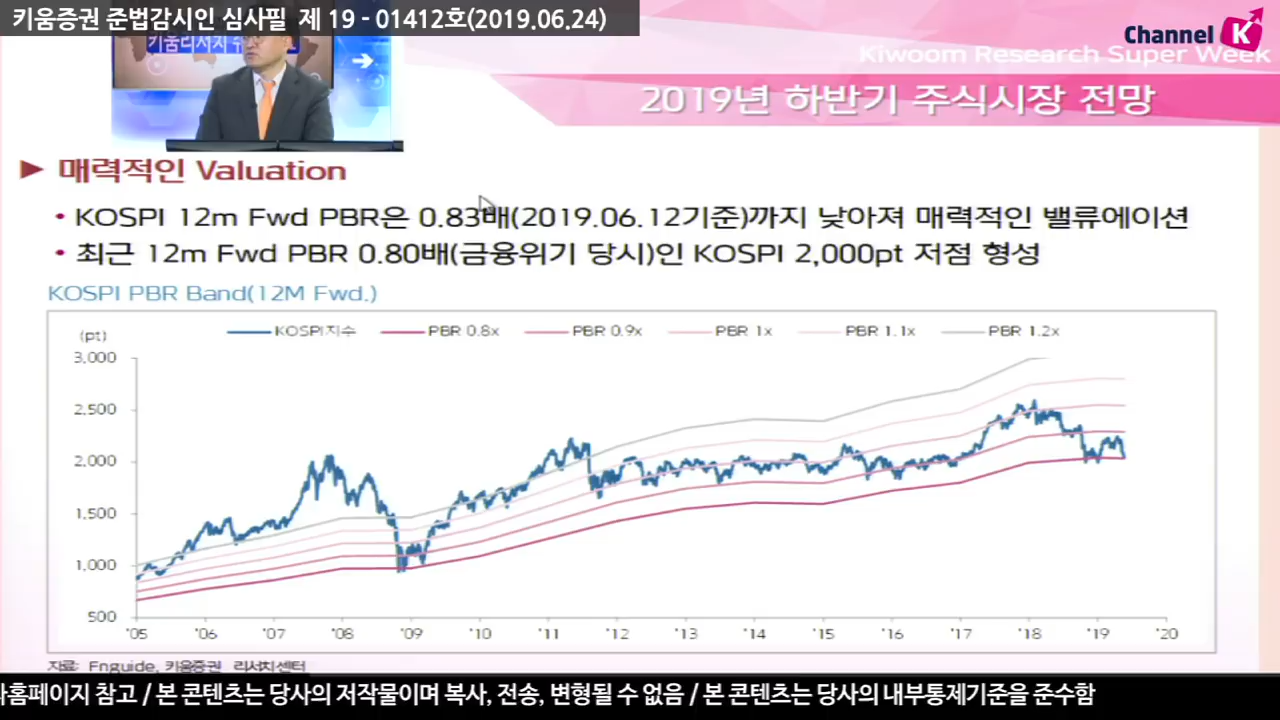 키움증권 준법감시인 심사필 제 19 - 01412호(2019.06.24)
Channel K
키움리서치
Kiwoom Research Super Week
2019년 하반기 주식시장 전망
▶ 매력적인 Valuation
• KOSPI 12m Fwd PBR은 0.83배(2019.06.12기준)까지 낮아져 매력적인 밸류에이션
• 최근 12m Fwd PBR 0.80배(금융위기 당시)인 KOSPI 2,000pt 저점 형성
KOSPI PBR Band(12M Fwd.)
(pt)
KOSPI지수 PBR 0.8x PBR 0.9x PBR 1x PBR 1.1x PBR 1.2x
3,000
2,500
2,000
1,500
1,000
500
'05 '06 '07 '08 '09 '10 '11 '12 '13 '14 '15 '16 '17 '18 '19 '20
자료: Fnguide, 키움증권 리서치센터
홈페이지 참고 / 본 콘텐츠는 당사의 저작물이며 복사, 전송, 변형될 수 없음 / 본 콘텐츠는 당사의 내부통제기준을 준수함